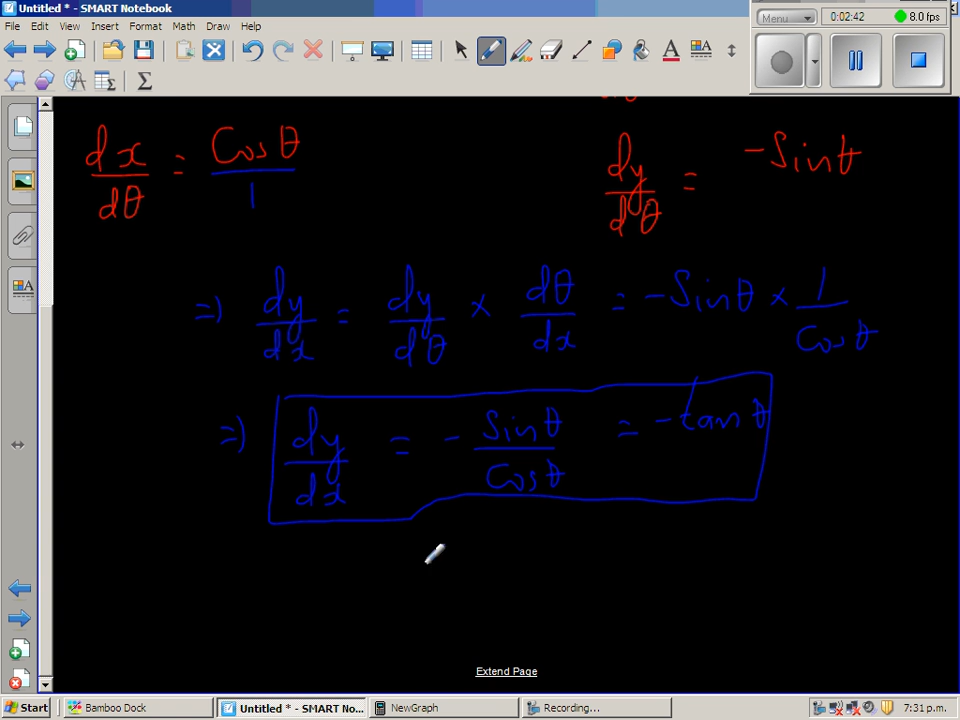 Untitled * - SMART Notebook
File Edit View Insert Format Math Draw Help
Menu 0:02:42 8.0 fps
dx/dθ = Cosθ/1
dy/dθ = -Sinθ
=> dy/dx = dy/dθ × dθ/dx = -Sinθ × 1/Cosθ
=> dy/dx = - Sinθ/Cosθ = -tanθ
Extend Page
Start Bamboo Dock Untitled * - SMART No... NewGraph Recording... 7:31 p.m.